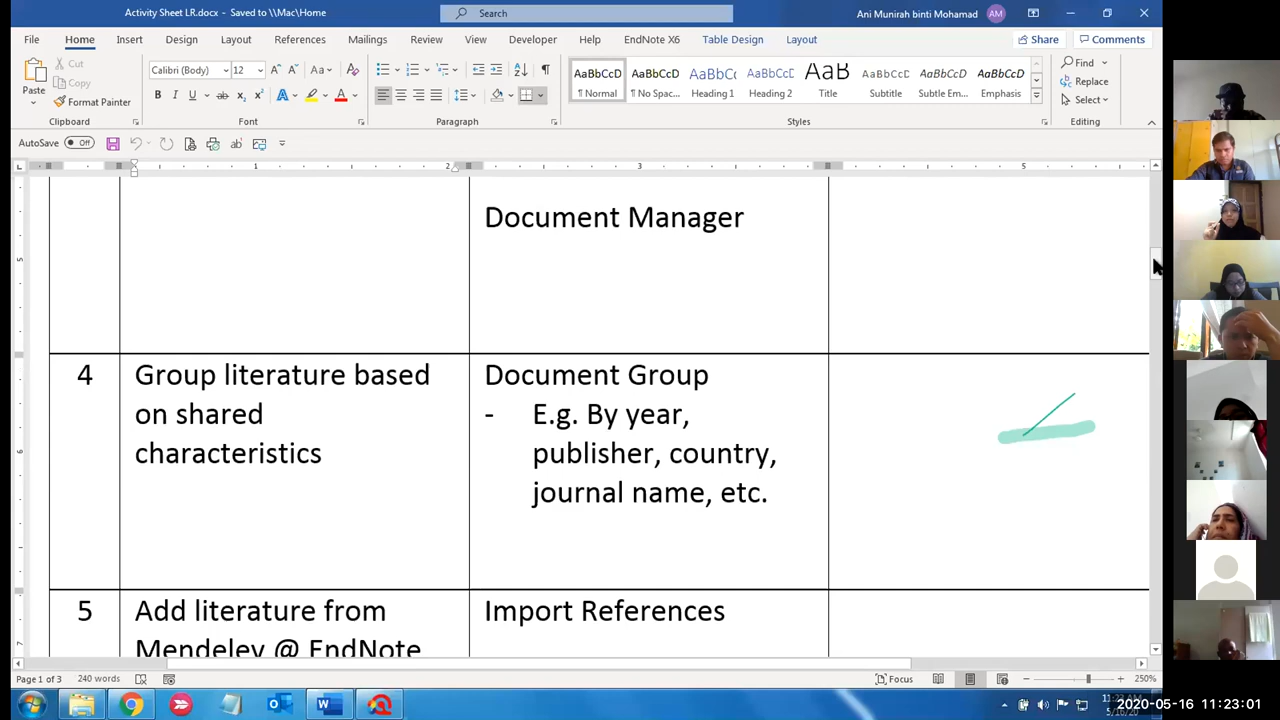 Activity Sheet LR.docx - Saved to \\Mac\Home
Search
Ani Munirah binti Mohamad
AM
File
Home
Insert
Design
Layout
References
Mailings
Review
View
Developer
Help
EndNote X6
Table Design
Layout
Share
Comments
Paste
Cut
Copy
Format Painter
Clipboard
Calibri (Body)
12
Font
Paragraph
AaBbCcD
¶ Normal
AaBbCcD
¶ No Spac...
AaBbCc
Heading 1
AaBbCcD
Heading 2
AaB
Title
AaBbCcD
Subtitle
AaBbCcD
Subtle Em...
AaBbCcD
Emphasis
Styles
Find
Replace
Select
Editing
AutoSave
Off
1
2
3
5
Document Manager
4
Group literature based
on shared
characteristics
Document Group
- E.g. By year,
publisher, country,
journal name, etc.
5
Add literature from
Mendeley @ EndNote
Import References
Page 1 of 3
240 words
Focus
250%
2020-05-16 11:23:01